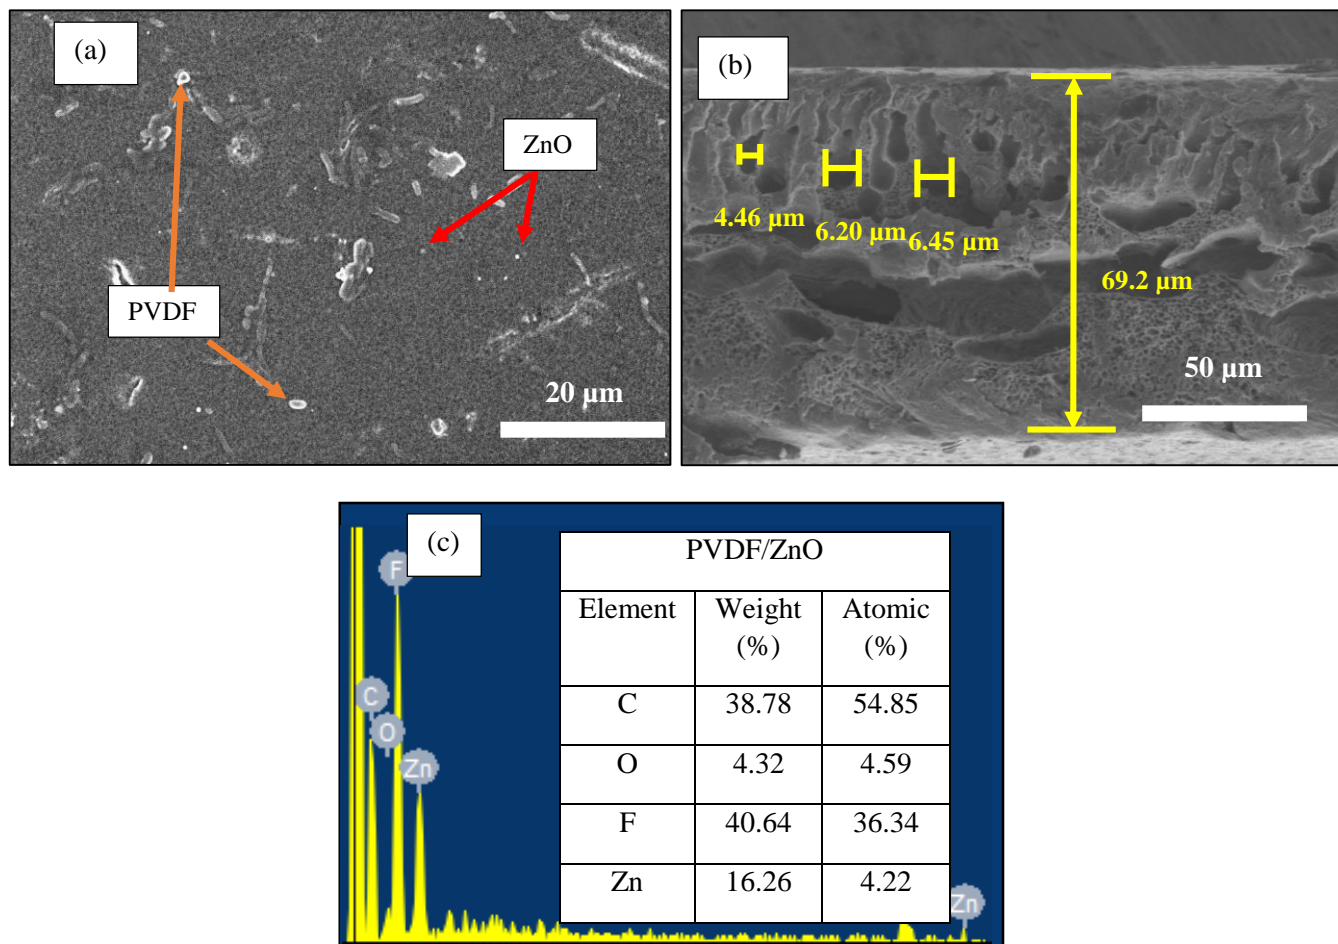 (a)
ZnO
PVDF
20 µm
(b)
4.46 µm
6.20 µm
6.45 µm
69.2 µm
50 µm
(c)
F
C
O
Zn
Zn
PVDF/ZnO
Element Weight (%) Atomic (%)
C 38.78 54.85
O 4.32 4.59
F 40.64 36.34
Zn 16.26 4.22